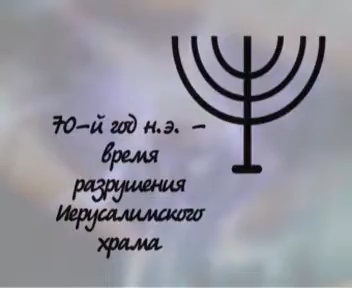 70-й год н.э. –
время
разрушения
Иерусалимского
храма